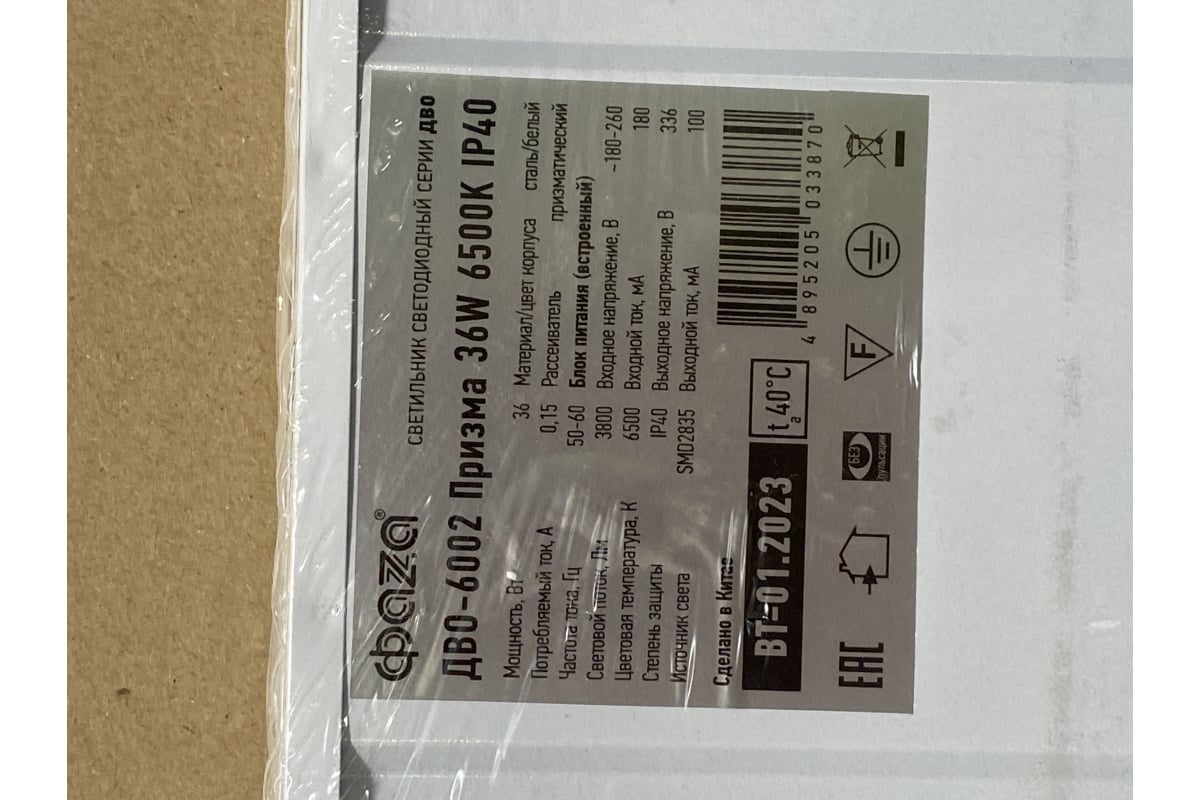 фаzа®
СВЕТИЛЬНИК СВЕТОДИОДНЫЙ СЕРИИ ДВО
ДВО-6002 Призма 36W 6500K IP40
Мощность, Вт 36
Потребляемый ток, А 0,15
Частота тока, Гц 50-60
Световой поток, Лм 3800
Цветовая температура, К 6500
Степень защиты IP40
Источник света SMD2835
Материал/цвет корпуса сталь/белый
Рассеиватель призматический
Блок питания (встроенный)
Входное напряжение, В ~180-260
Входной ток, мА 180
Выходное напряжение, В 336
Выходной ток, мА 100
Сделано в Китае
BT-01.2023
ta 40°C
4 895205 033870
EAC
БЕЗ
пульсации
F